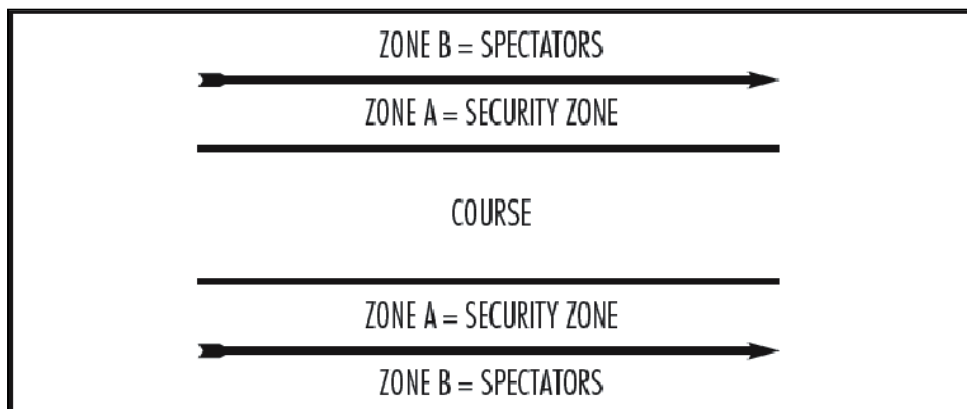 ZONE B = SPECTATORS
ZONE A = SECURITY ZONE
COURSE
ZONE A = SECURITY ZONE
ZONE B = SPECTATORS